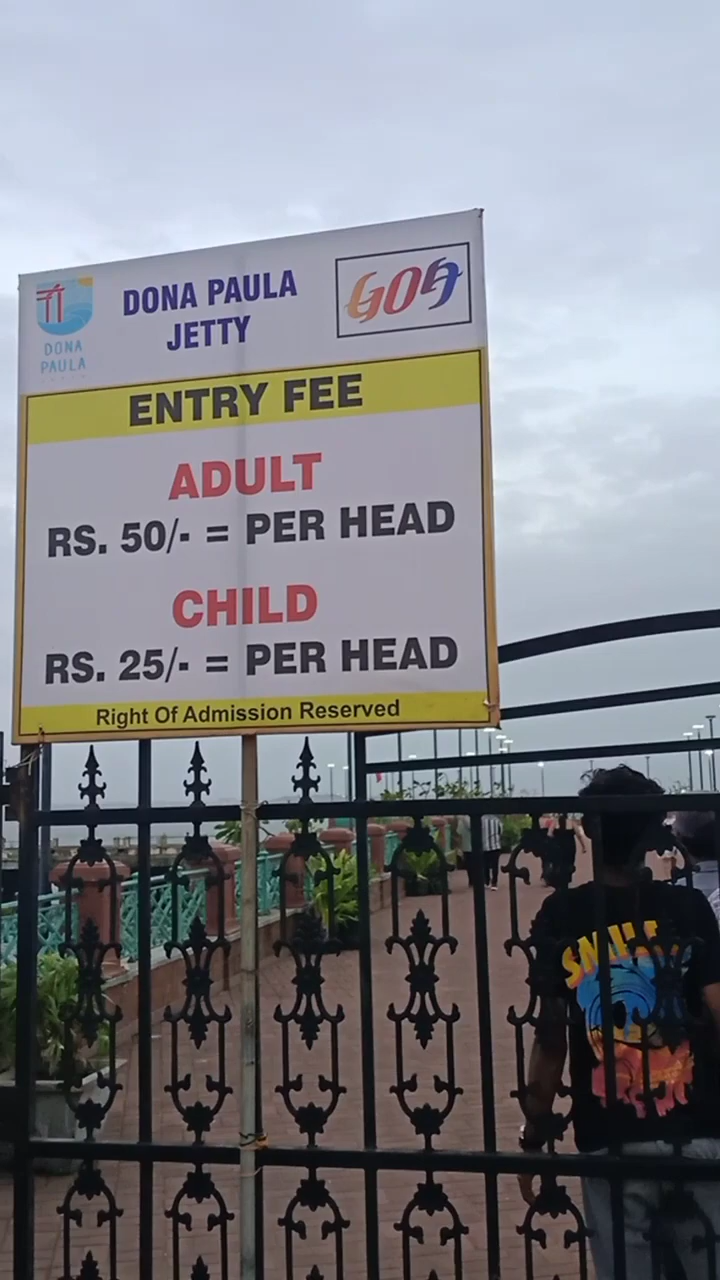 DONA PAULA
JETTY
GOA
DONA
PAULA
ENTRY FEE
ADULT
RS. 50/- = PER HEAD
CHILD
RS. 25/- = PER HEAD
Right Of Admission Reserved